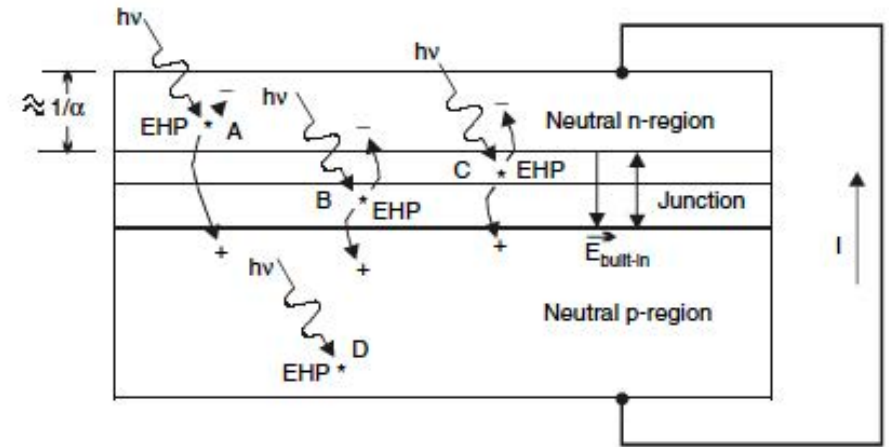 hν
hν
hν
≈ 1/α
EHP * A
−
−
−
Neutral n-region
C * EHP
B * EHP
Junction
+
+
+
E built-in
I
hν
Neutral p-region
D
EHP *